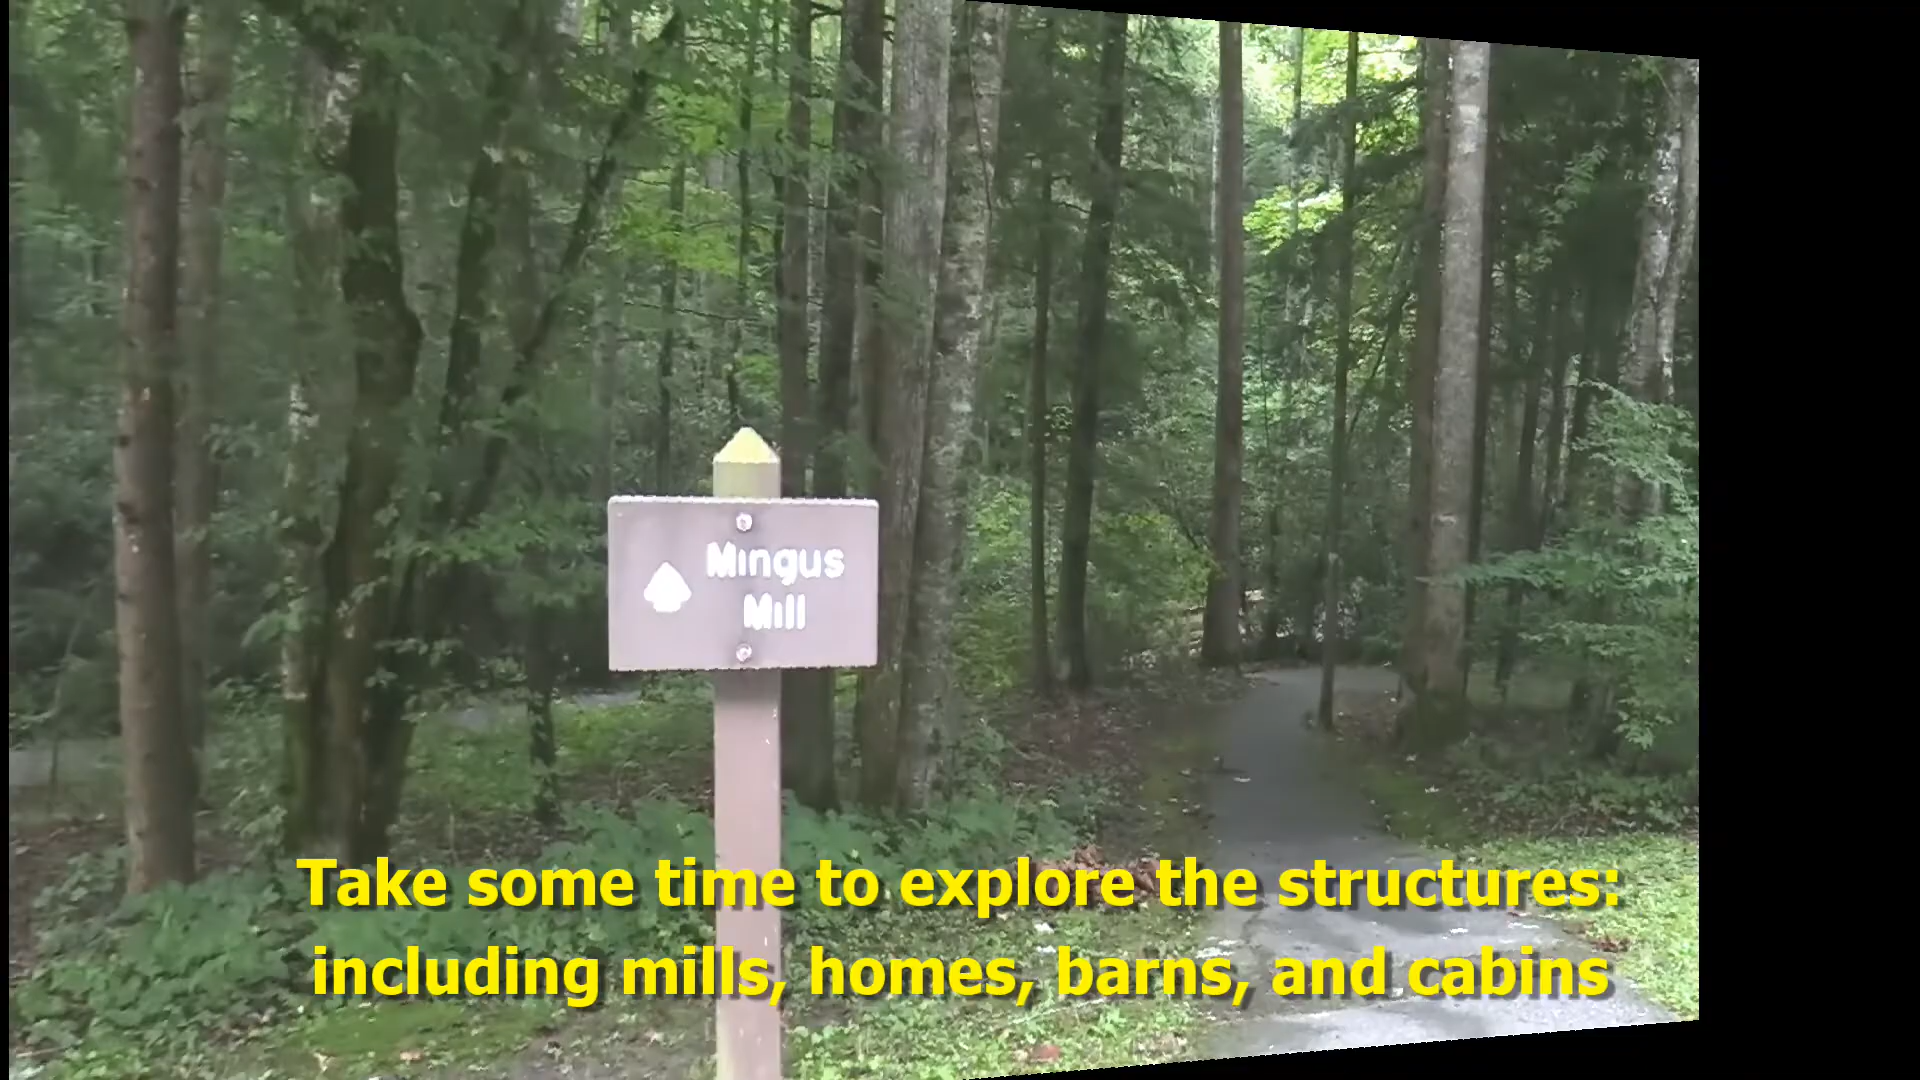 Mingus
Mill
Take some time to explore the structures:
including mills, homes, barns, and cabins